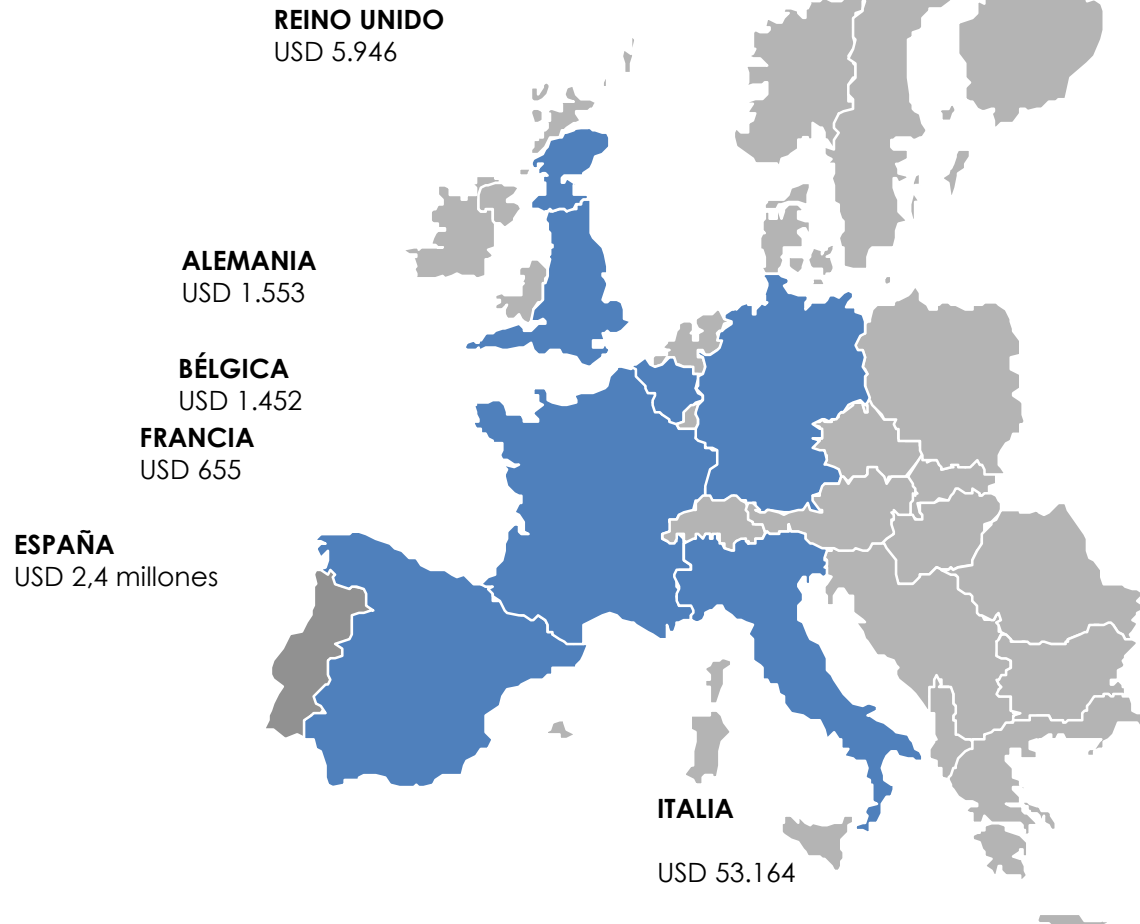 REINO UNIDO
USD 5.946
ALEMANIA
USD 1.553
BÉLGICA
USD 1.452
FRANCIA
USD 655
ESPAÑA
USD 2,4 millones
ITALIA
USD 53.164